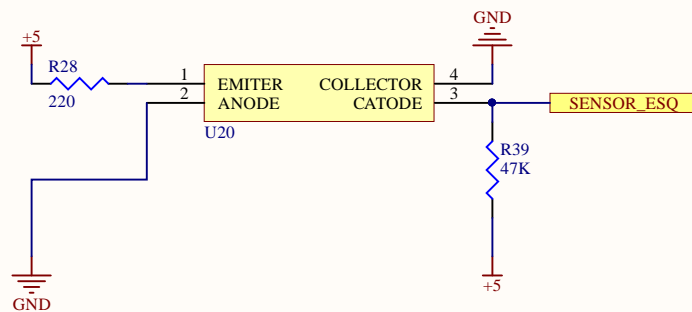 GND
+5
R28
220
1
2
EMITER
ANODE
COLLECTOR
CATODE
4
3
U20
SENSOR_ESQ
R39
47K
+5
GND